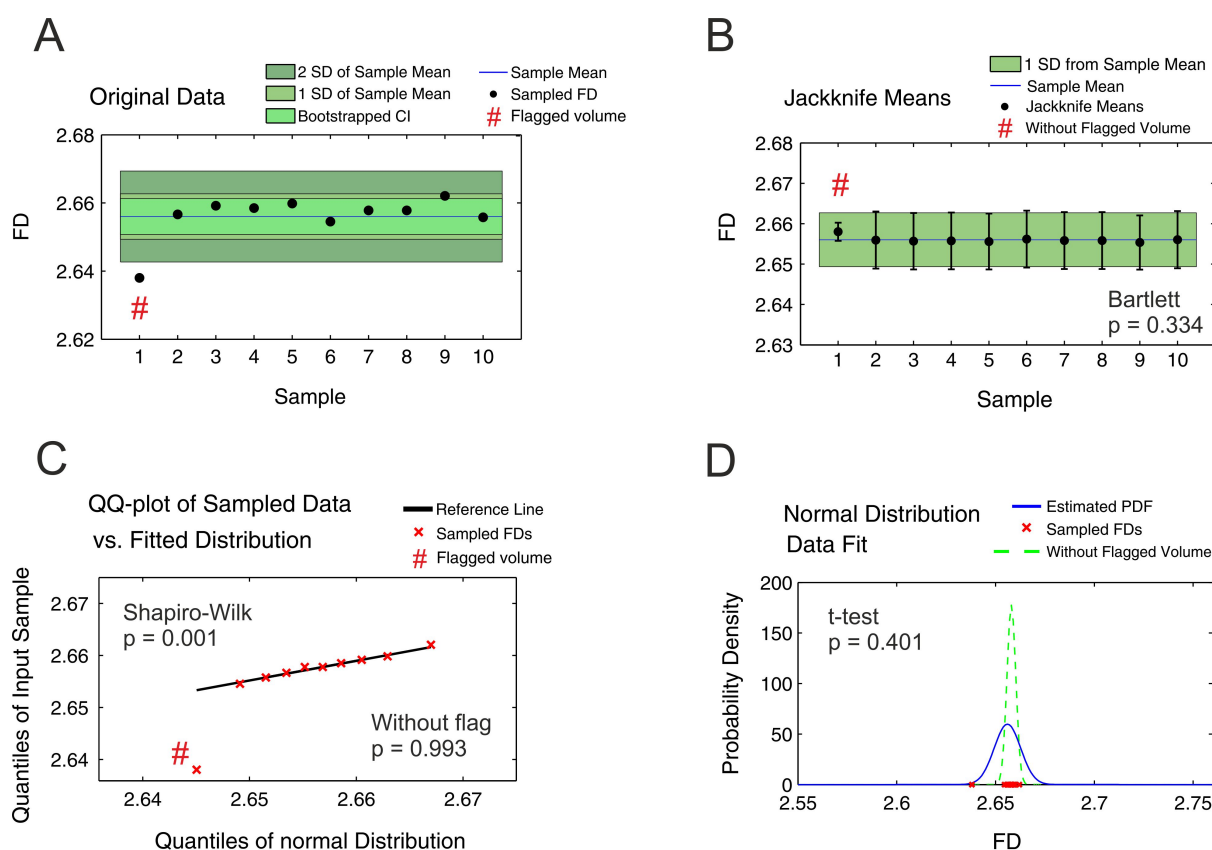 A
Original Data
2 SD of Sample Mean
1 SD of Sample Mean
Bootstrapped CI
Sample Mean
Sampled FD
# Flagged volume
2.68
2.66
2.64
2.62
FD
#
1 2 3 4 5 6 7 8 9 10
Sample
B
Jackknife Means
1 SD from Sample Mean
Sample Mean
Jackknife Means
# Without Flagged Volume
2.68
2.67
2.66
2.65
2.64
2.63
FD
#
Bartlett
p = 0.334
1 2 3 4 5 6 7 8 9 10
Sample
C
QQ-plot of Sampled Data
vs. Fitted Distribution
Reference Line
Sampled FDs
# Flagged volume
Quantiles of Input Sample
2.67
2.66
2.65
2.64
Shapiro-Wilk
p = 0.001
Without flag
p = 0.993
#
2.64 2.65 2.66 2.67
Quantiles of normal Distribution
D
Normal Distribution
Data Fit
Estimated PDF
Sampled FDs
Without Flagged Volume
Probability Density
200
150
100
50
0
t-test
p = 0.401
2.55 2.6 2.65 2.7 2.75
FD